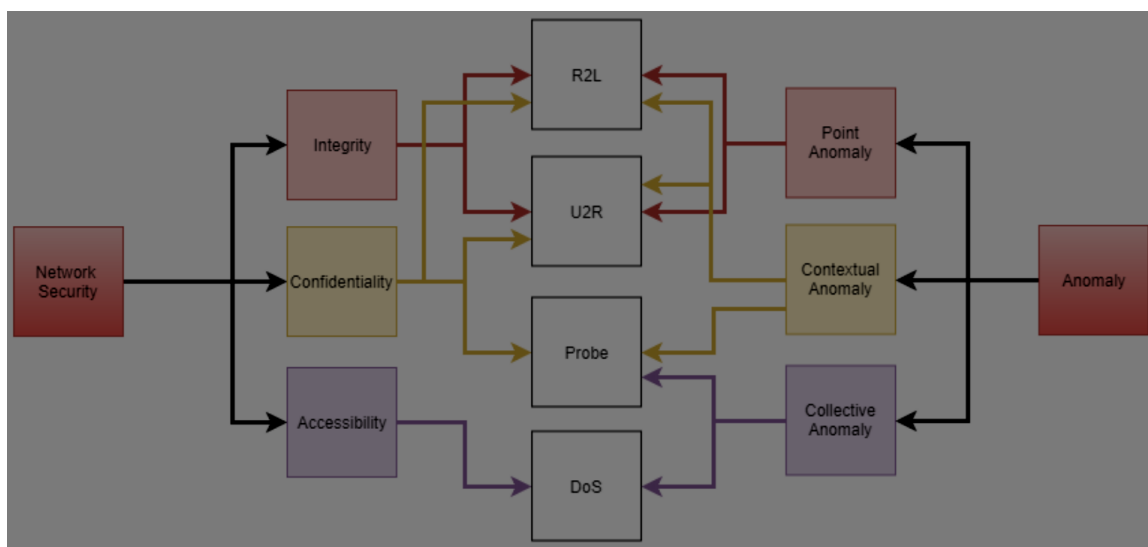 R2L
Integrity
Point
Anomaly
U2R
Network
Security
Confidentiality
Contextual
Anomaly
Anomaly
Probe
Accessibility
Collective
Anomaly
DoS